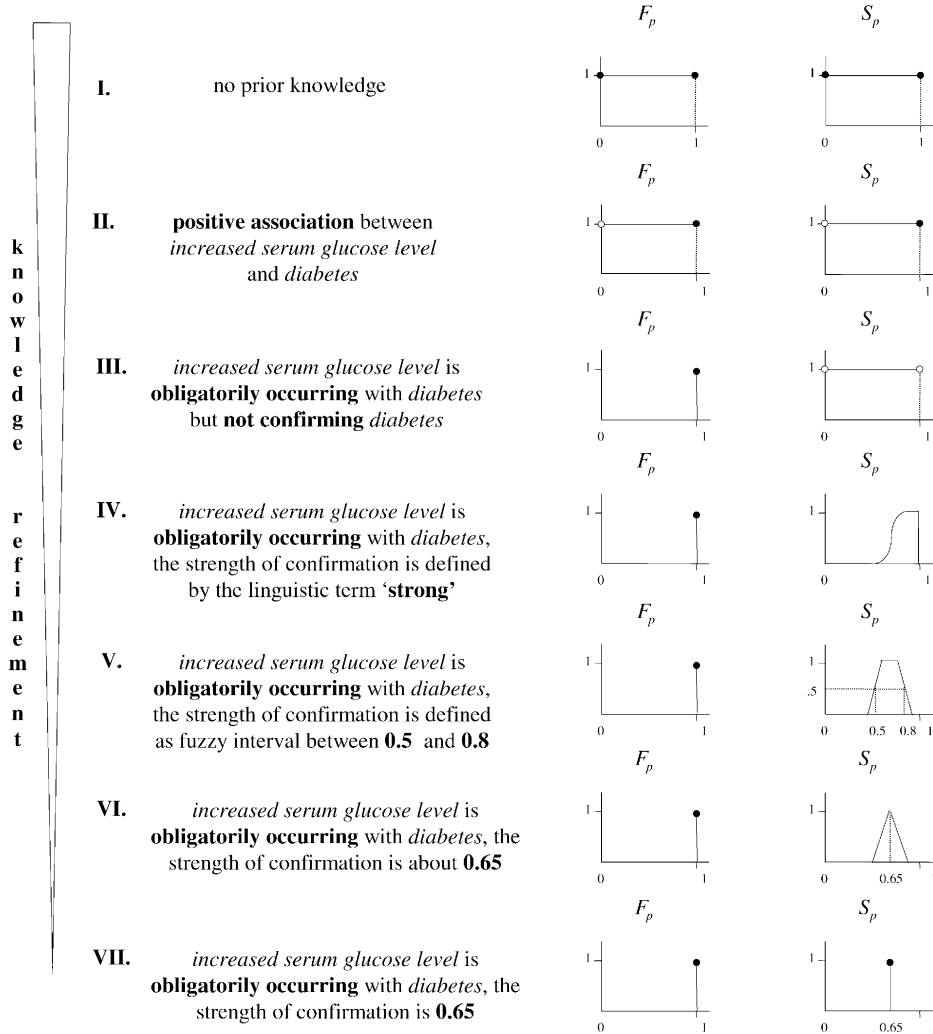 F_p S_p
I. no prior knowledge
1 1
0 1 0 1
F_p S_p
II. positive association between
increased serum glucose level
and diabetes
1 1
0 1 0 1
F_p S_p
III. increased serum glucose level is
obligatorily occurring with diabetes
but not confirming diabetes
1 1
0 1 0 1
F_p S_p
IV. increased serum glucose level is
obligatorily occurring with diabetes,
the strength of confirmation is defined
by the linguistic term ‘strong’
1 1
0 1 0 1
F_p S_p
V. increased serum glucose level is
obligatorily occurring with diabetes,
the strength of confirmation is defined
as fuzzy interval between 0.5 and 0.8
1 1
.5
0 1 0 0.5 0.8 1
F_p S_p
VI. increased serum glucose level is
obligatorily occurring with diabetes, the
strength of confirmation is about 0.65
1 1
0 1 0 0.65 1
F_p S_p
VII. increased serum glucose level is
obligatorily occurring with diabetes, the
strength of confirmation is 0.65
1 1
0 1 0 0.65 1
knowledge refinement